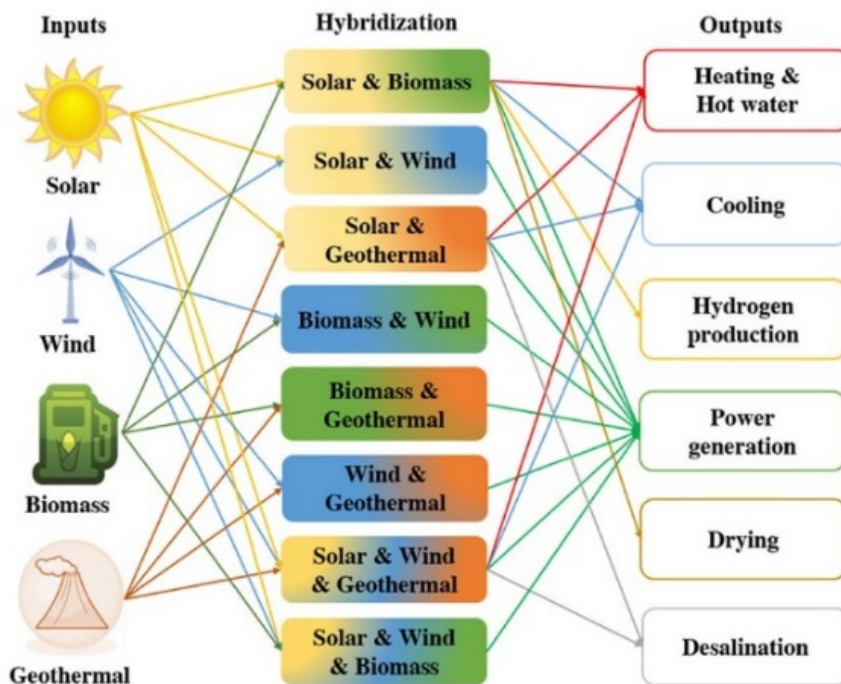 Inputs
Hybridization
Outputs
Solar
Wind
Biomass
Geothermal
Solar & Biomass
Solar & Wind
Solar &
Geothermal
Biomass & Wind
Biomass &
Geothermal
Wind &
Geothermal
Solar & Wind
& Geothermal
Solar & Wind
& Biomass
Heating &
Hot water
Cooling
Hydrogen
production
Power
generation
Drying
Desalination